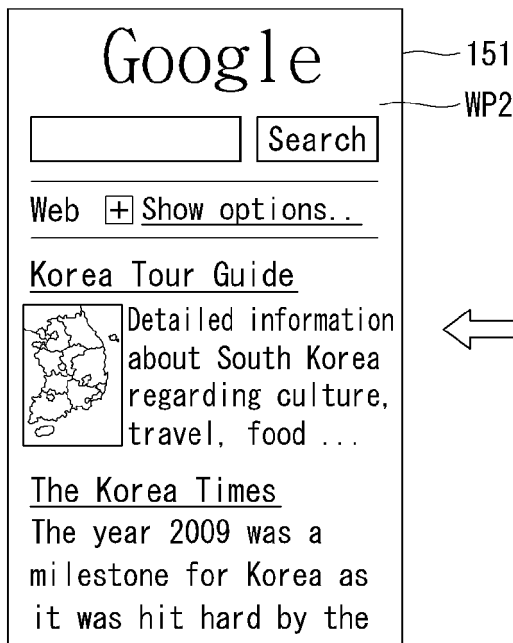 Google
151
WP2
Search
Web + Show options..
Korea Tour Guide
Detailed information
about South Korea
regarding culture,
travel, food ...
The Korea Times
The year 2009 was a
milestone for Korea as
it was hit hard by the